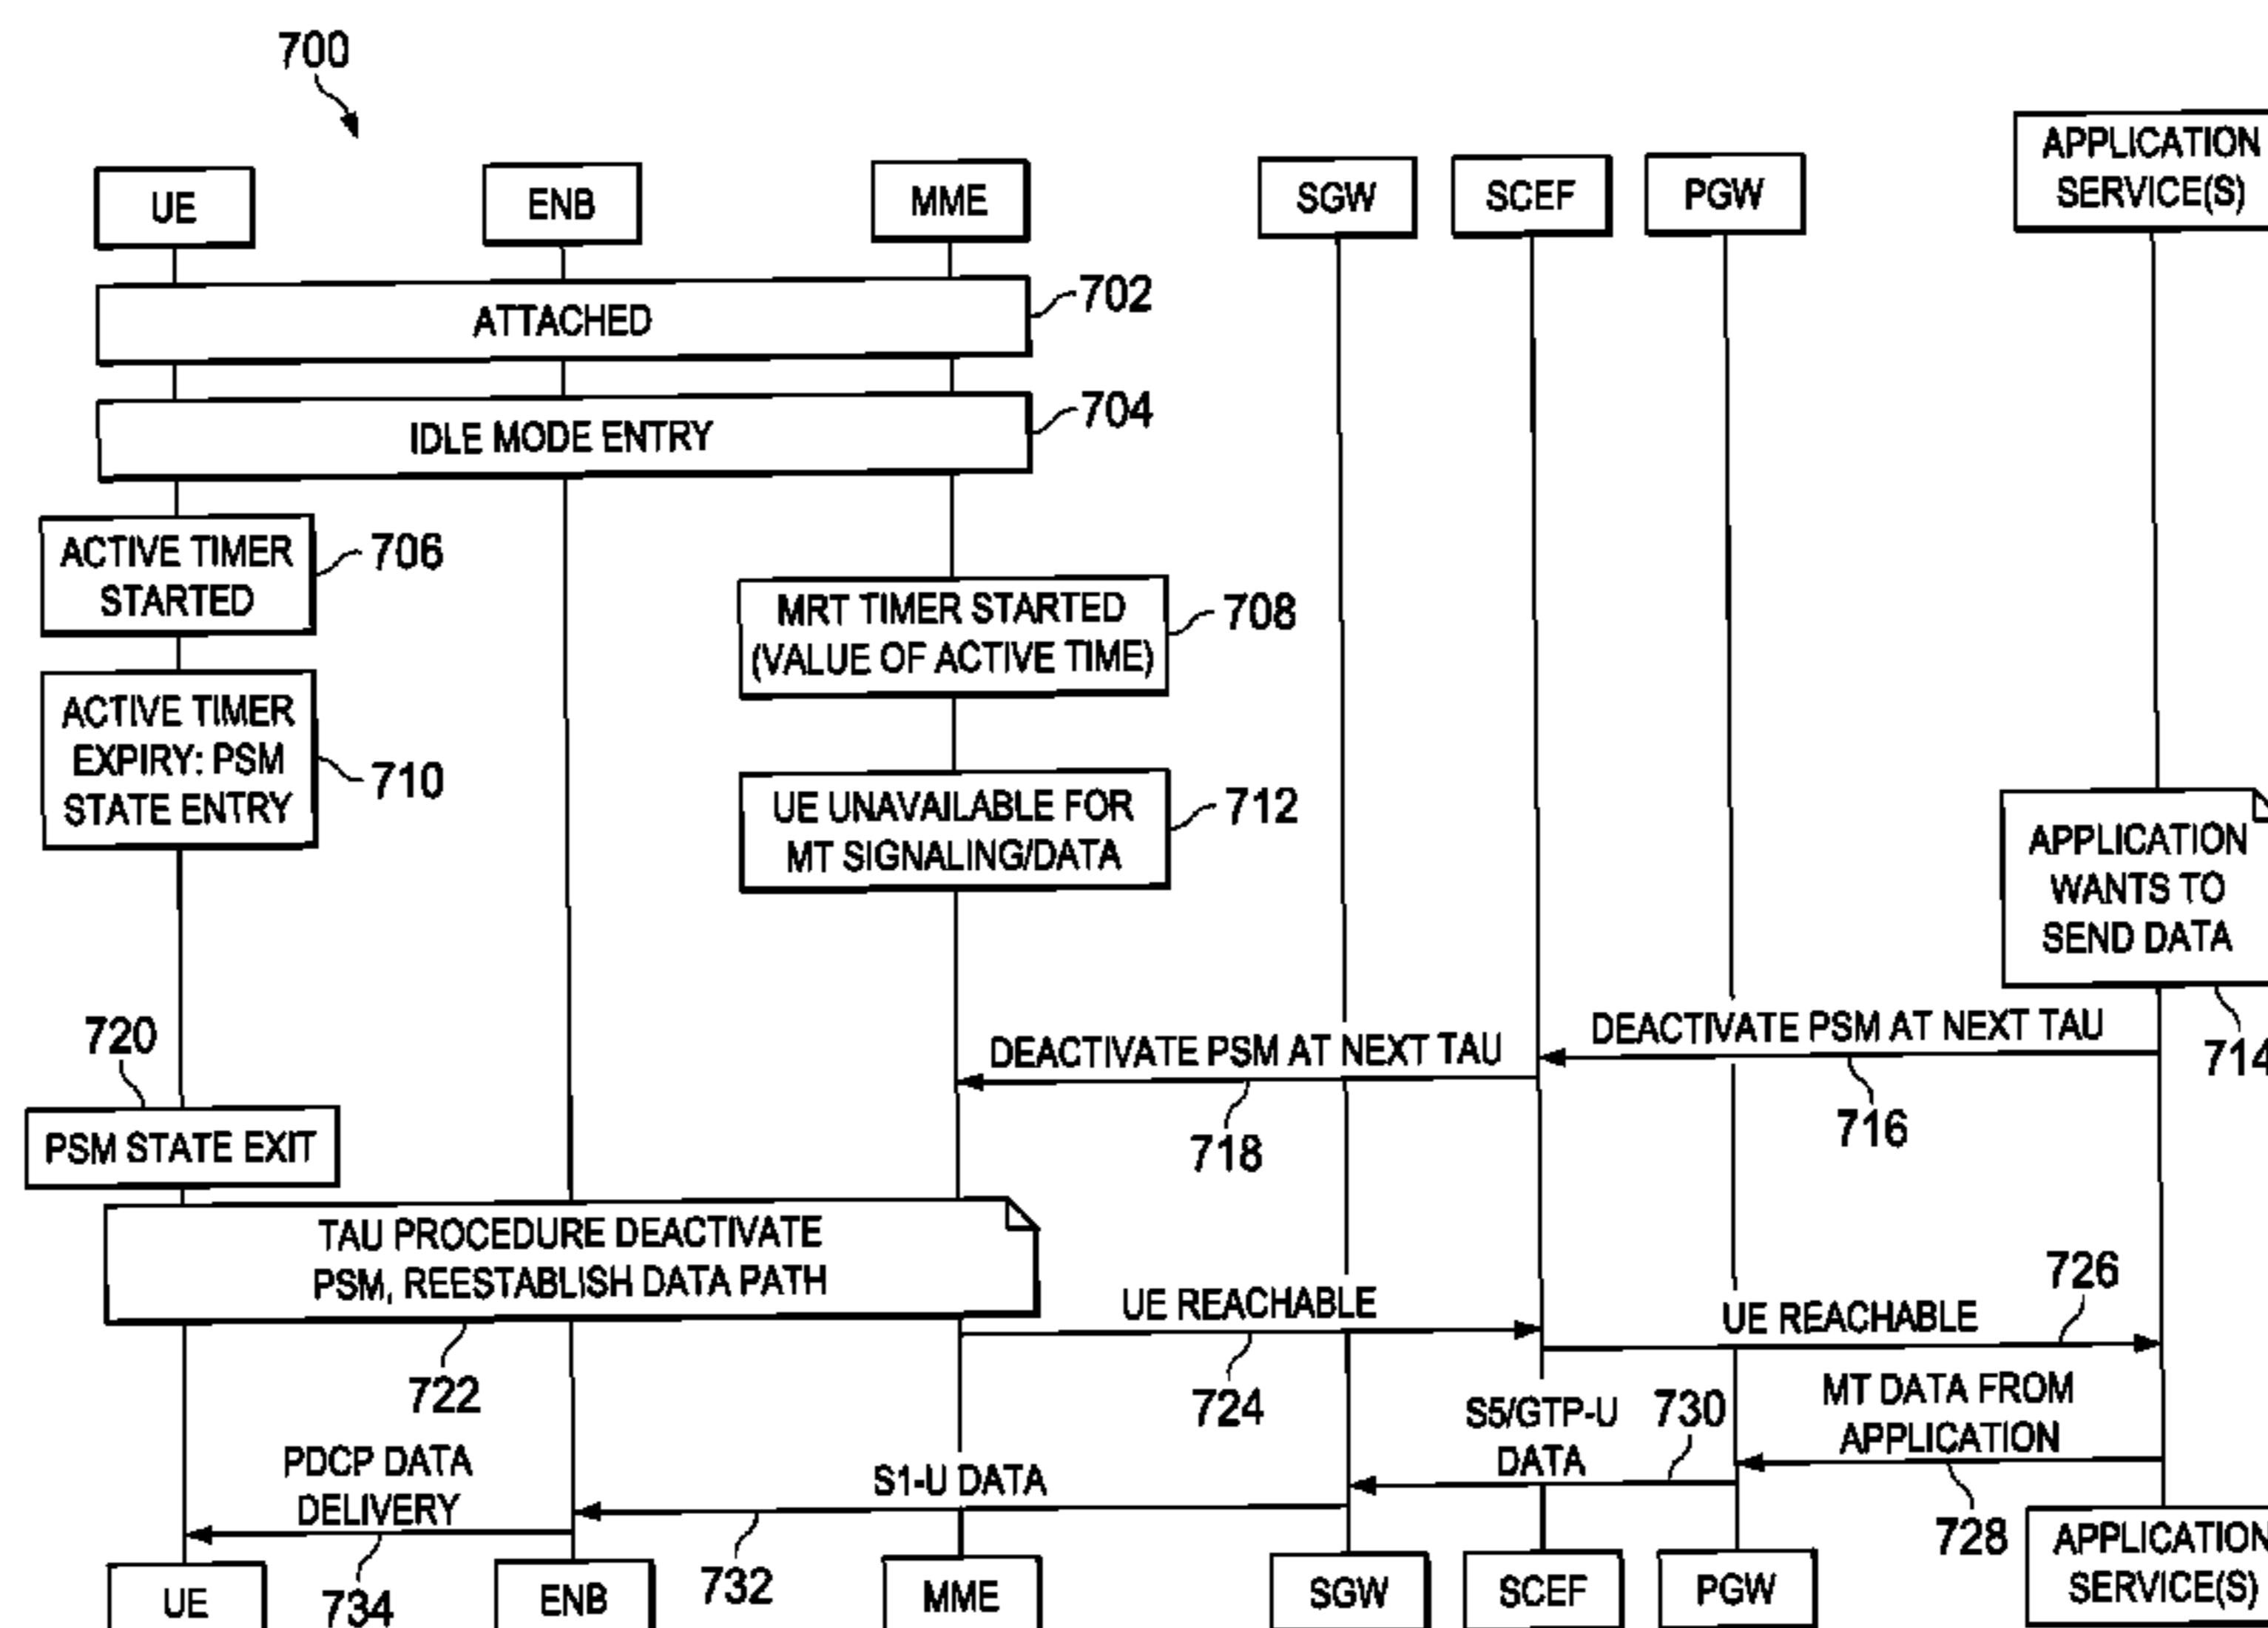 700
UE
ENB
MME
SGW
SCEF
PGW
APPLICATION
SERVICE(S)
ATTACHED
702
IDLE MODE ENTRY
704
ACTIVE TIMER
STARTED
706
MRT TIMER STARTED
(VALUE OF ACTIVE TIME)
708
ACTIVE TIMER
EXPIRY: PSM
STATE ENTRY
710
UE UNAVAILABLE FOR
MT SIGNALING/DATA
712
APPLICATION
WANTS TO
SEND DATA
714
DEACTIVATE PSM AT NEXT TAU
716
DEACTIVATE PSM AT NEXT TAU
718
720
PSM STATE EXIT
TAU PROCEDURE DEACTIVATE
PSM, REESTABLISH DATA PATH
722
UE REACHABLE
724
UE REACHABLE
726
MT DATA FROM
APPLICATION
728
S5/GTP-U
DATA
730
S1-U DATA
732
PDCP DATA
DELIVERY
734
UE
ENB
MME
SGW
SCEF
PGW
APPLICATION
SERVICE(S)